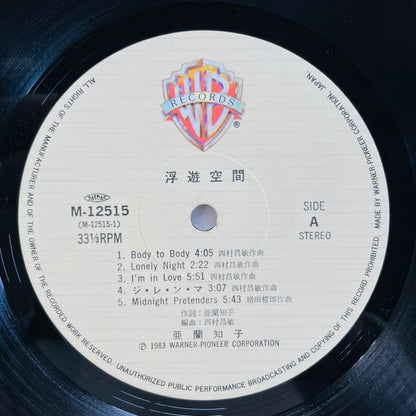 WB
RECORDS
®
浮遊空間
M-12515
(M-12515-1)
33⅓RPM
SIDE
A
STEREO
1. Body to Body 4:05 西村昌敏作曲
2. Lonely Night 2:22 西村昌敏作曲
3. I'm in Love 5:51 西村昌敏作曲
4. ジ・レ・ン・マ 3:07 西村昌敏作曲
5. Midnight Pretenders 5:43 織田哲郎作曲
作詞：亜蘭知子
編曲：西村昌敏
亜蘭知子
Ⓟ 1983 WARNER-PIONEER CORPORATION
ALL RIGHTS OF THE MANUFACTURER AND OF THE OWNER OF THE RECORDED WORK RESERVED. UNAUTHORIZED PUBLIC PERFORMANCE BROADCASTING AND COPYING OF THIS RECORD PROHIBITED.
MADE BY WARNER-PIONEER CORPORATION, JAPAN